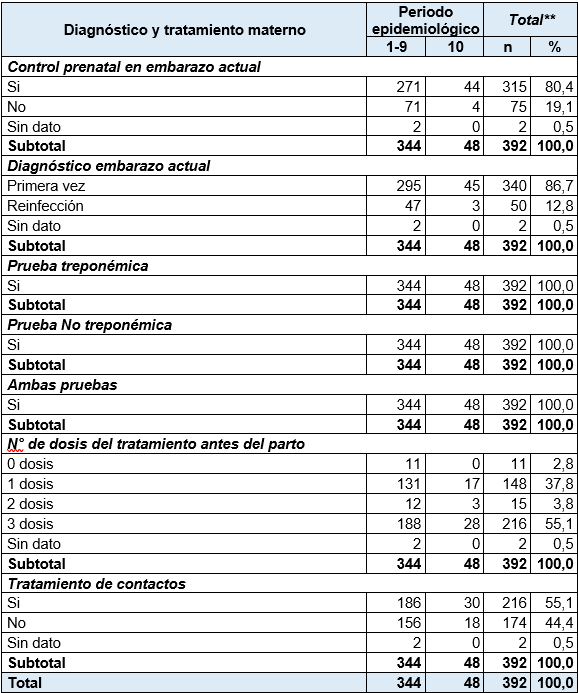 Diagnóstico y tratamiento materno Periodo epidemiológico Total**
1-9 10 n %
Control prenatal en embarazo actual
Si 271 44 315 80,4
No 71 4 75 19,1
Sin dato 2 0 2 0,5
Subtotal 344 48 392 100,0
Diagnóstico embarazo actual
Primera vez 295 45 340 86,7
Reinfección 47 3 50 12,8
Sin dato 2 0 2 0,5
Subtotal 344 48 392 100,0
Prueba treponémica
Si 344 48 392 100,0
Subtotal 344 48 392 100,0
Prueba No treponémica
Si 344 48 392 100,0
Subtotal 344 48 392 100,0
Ambas pruebas
Si 344 48 392 100,0
Subtotal 344 48 392 100,0
N° de dosis del tratamiento antes del parto
0 dosis 11 0 11 2,8
1 dosis 131 17 148 37,8
2 dosis 12 3 15 3,8
3 dosis 188 28 216 55,1
Sin dato 2 0 2 0,5
Subtotal 344 48 392 100,0
Tratamiento de contactos
Si 186 30 216 55,1
No 156 18 174 44,4
Sin dato 2 0 2 0,5
Subtotal 344 48 392 100,0
Total 344 48 392 100,0